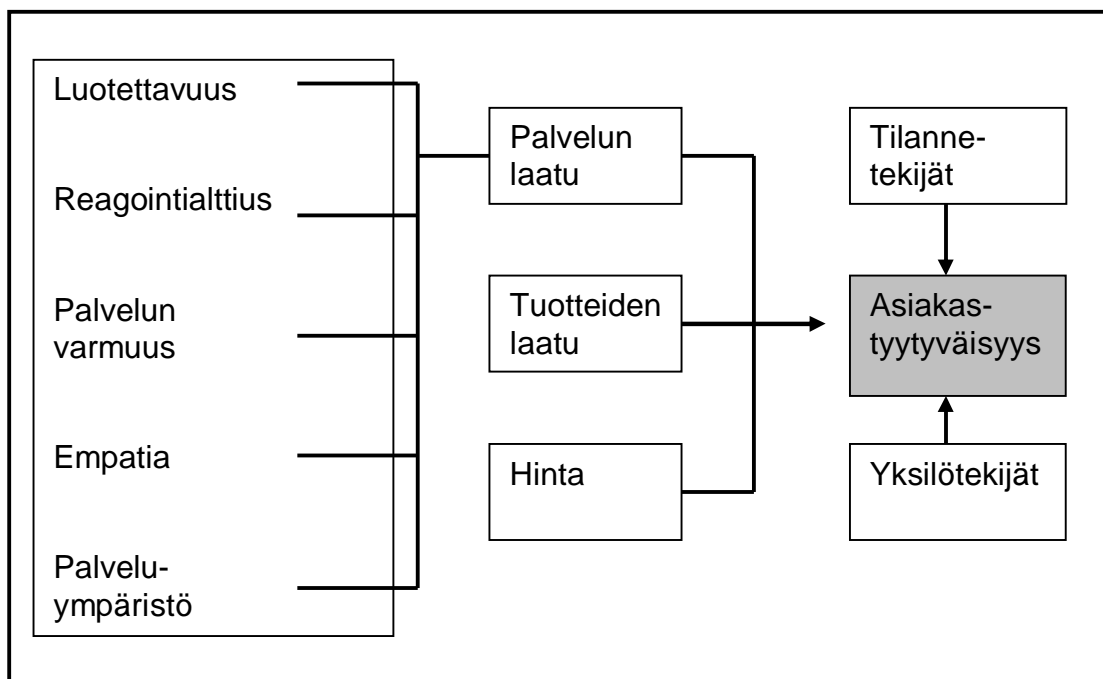 Luotettavuus
Reagointialttius
Palvelun
varmuus
Empatia
Palvelu-
ympäristö
Palvelun
laatu
Tuotteiden
laatu
Hinta
Tilanne-
tekijät
Asiakas-
tyytyväisyys
Yksilötekijät